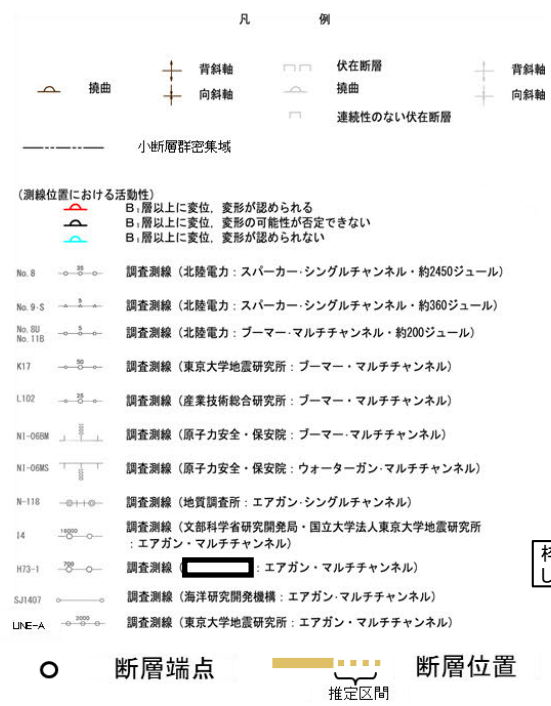 凡 例
撓曲
背斜軸
向斜軸
伏在断層
撓曲
連続性のない伏在断層
背斜軸
向斜軸
小断層群密集域
(測線位置における活動性)
B₁層以上に変位，変形が認められる
B₁層以上に変位，変形の可能性が否定できない
B₁層以上に変位，変形が認められない
No.8 35 調査測線（北陸電力：スパーカー・シングルチャンネル・約2450ジュール）
No.9-S 5 調査測線（北陸電力：スパーカー・シングルチャンネル・約360ジュール）
No.8U
No.11B 5 調査測線（北陸電力：ブーマー・マルチチャンネル・約200ジュール）
K17 50 調査測線（東京大学地震研究所：ブーマー・マルチチャンネル）
L102 25 調査測線（産業技術総合研究所：ブーマー・マルチチャンネル）
NI-06BM 調査測線（原子力安全・保安院：ブーマー・マルチチャンネル）
NI-06MS 調査測線（原子力安全・保安院：ウォーターガン・マルチチャンネル）
N-118 調査測線（地質調査所：エアガン・シングルチャンネル）
I4 16000 調査測線（文部科学省研究開発局・国立大学法人東京大学地震研究所
：エアガン・マルチチャンネル）
H73-1 700 調査測線（ ：エアガン・マルチチャンネル）
SJ1407 調査測線（海洋研究開発機構：エアガン・マルチチャンネル）
LINE-A 2000 調査測線（東京大学地震研究所：エアガン・マルチチャンネル）
断層端点
断層位置
推定区間